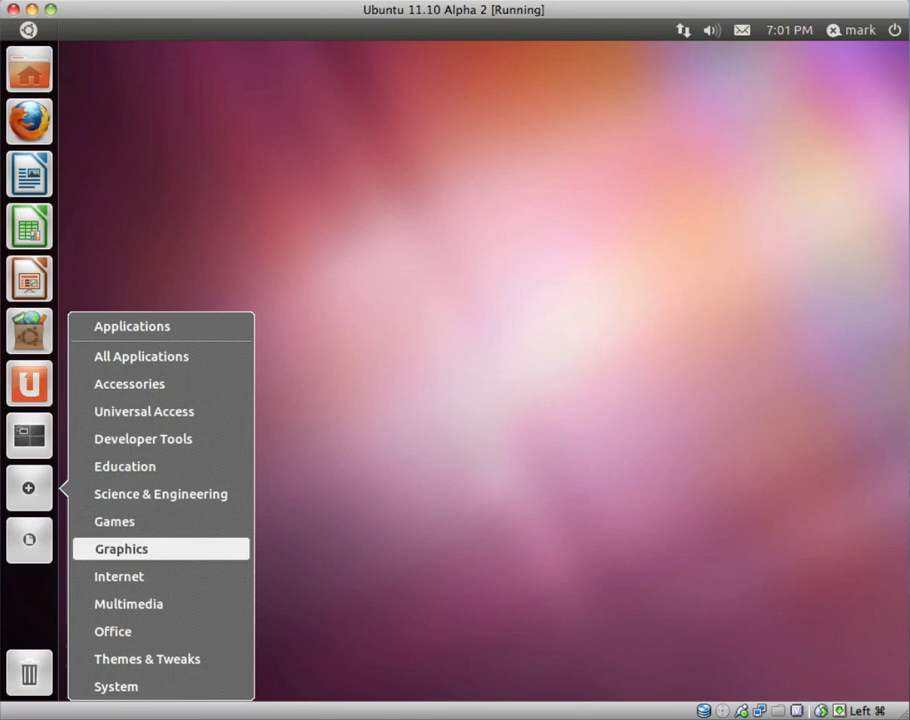 Ubuntu 11.10 Alpha 2 [Running]
7:01 PM mark
Applications
All Applications
Accessories
Universal Access
Developer Tools
Education
Science & Engineering
Games
Graphics
Internet
Multimedia
Office
Themes & Tweaks
System
Left ⌘